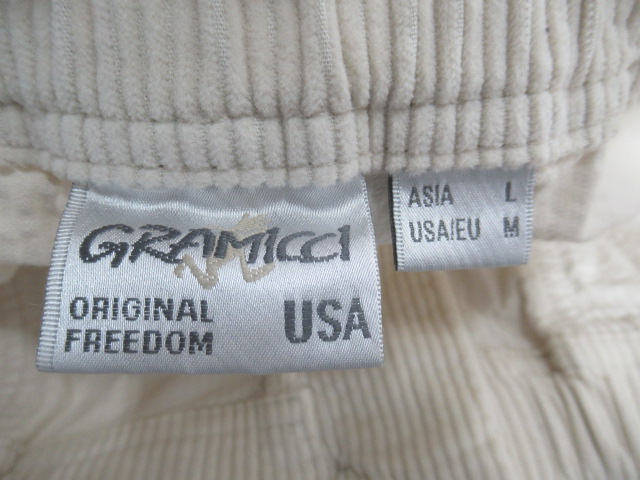 GRAMICCI
ORIGINAL
FREEDOM
USA
ASIA L
USA/EU M